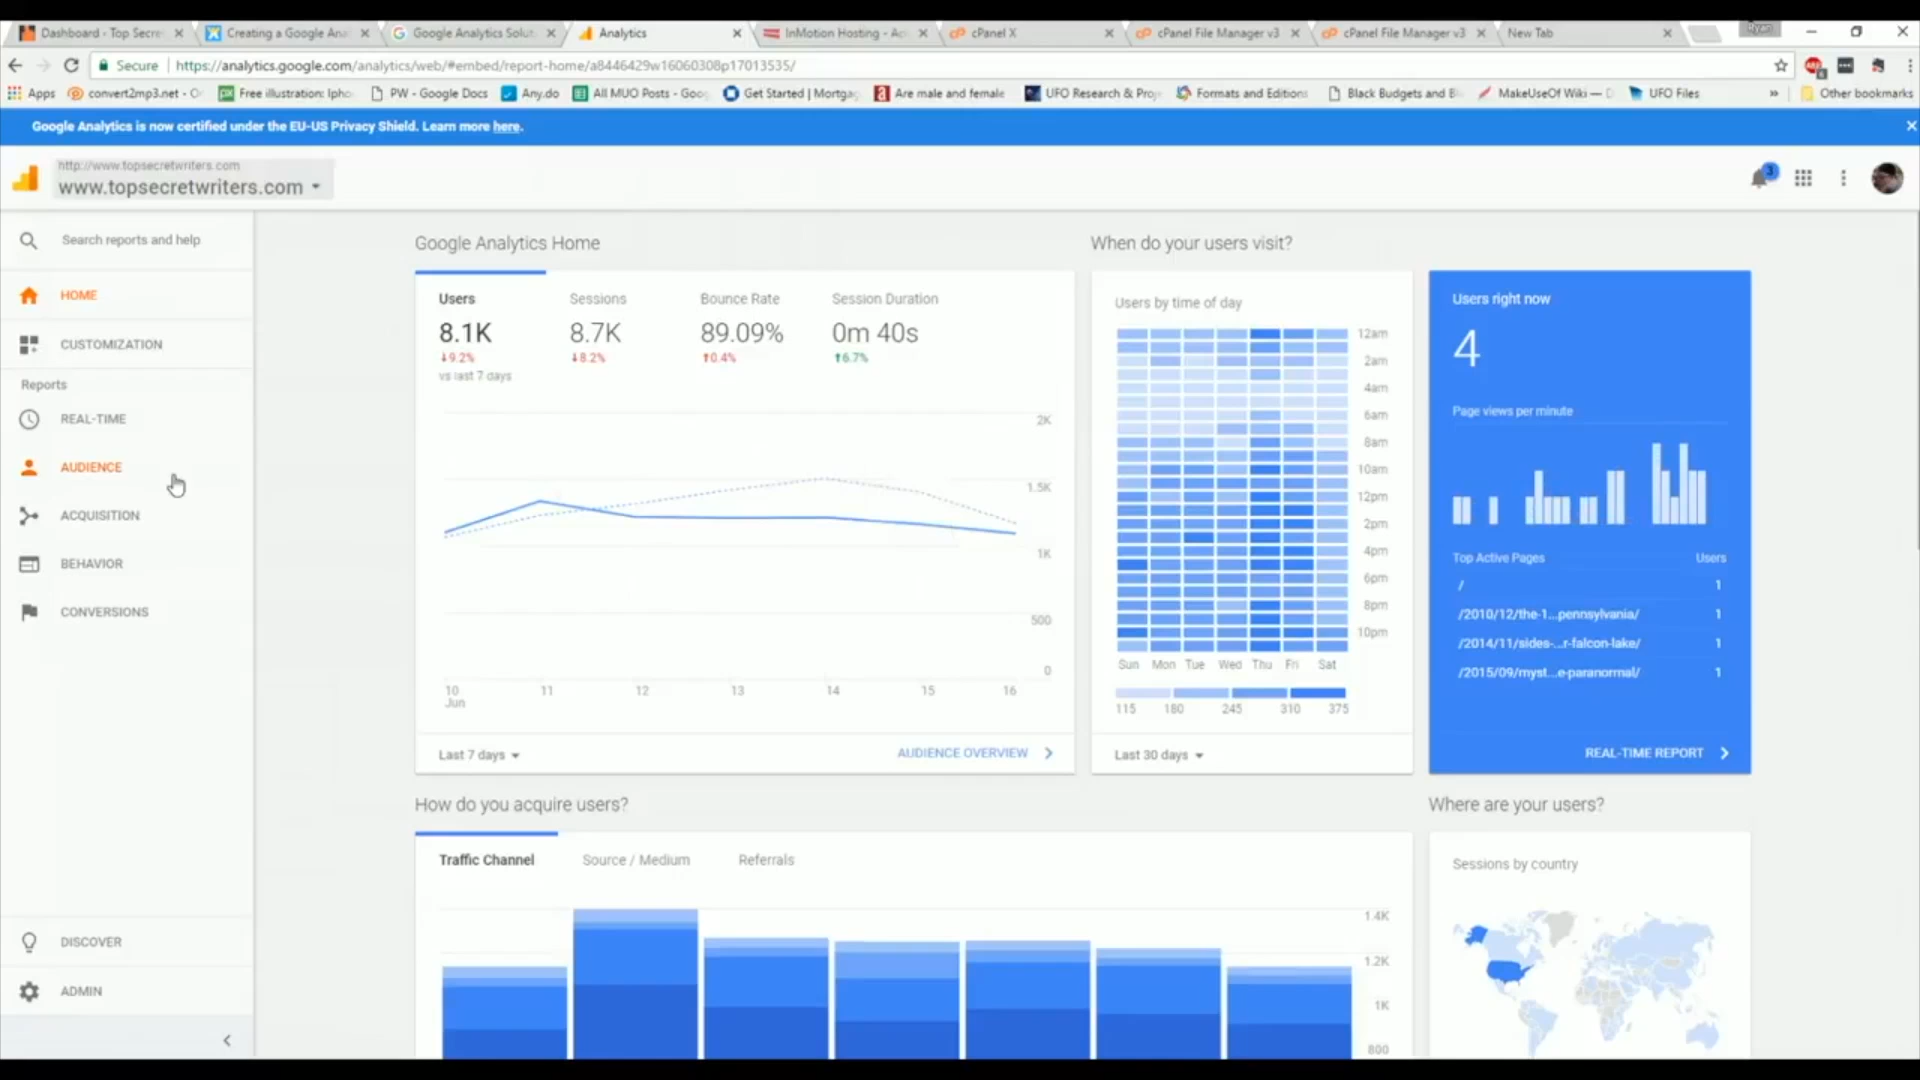 Dashboard - Top Secre
Creating a Google Ana
Google Analytics Solut
Analytics
InMotion Hosting - Ac
cPanel X
cPanel File Manager v3
cPanel File Manager v3
New Tab
Ryan
Secure
https://analytics.google.com/analytics/web/#embed/report-home/a8446429w16060308p17013535/
Apps
convert2mp3.net - O
Free illustration: Ipho
PW - Google Docs
Any.do
All MUO Posts - Goo
Get Started | Mortga
Are male and female
UFO Research & Proj
Formats and Editions
Black Budgets and B
MakeUseOf Wiki —
UFO Files
»
Other bookmarks
Google Analytics is now certified under the EU-US Privacy Shield. Learn more here.
http://www.topsecretwriters.com
www.topsecretwriters.com
3
Search reports and help
HOME
CUSTOMIZATION
Reports
REAL-TIME
AUDIENCE
ACQUISITION
BEHAVIOR
CONVERSIONS
DISCOVER
ADMIN
Google Analytics Home
Users
8.1K
↓9.2%
vs last 7 days
Sessions
8.7K
↓8.2%
Bounce Rate
89.09%
↑0.4%
Session Duration
0m 40s
↑6.7%
2K
1.5K
1K
500
0
10
Jun
11
12
13
14
15
16
Last 7 days
AUDIENCE OVERVIEW
When do your users visit?
Users by time of day
12am
2am
4am
6am
8am
10am
12pm
2pm
4pm
6pm
8pm
10pm
Sun Mon Tue Wed Thu Fri Sat
115 180 245 310 375
Last 30 days
Users right now
4
Page views per minute
Top Active Pages Users
/ 1
/2010/12/the-1...pennsylvania/ 1
/2014/11/sides-...r-falcon-lake/ 1
/2015/09/myst...e-paranormal/ 1
REAL-TIME REPORT
How do you acquire users?
Traffic Channel
Source / Medium
Referrals
1.4K
1.2K
1K
800
Where are your users?
Sessions by country